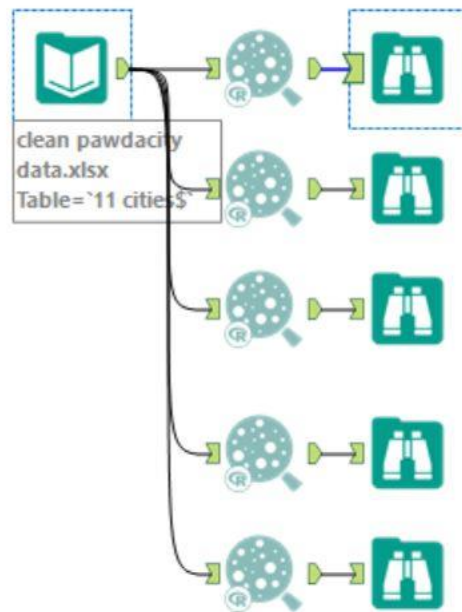 clean pawdacity
data.xlsx
Table=`11 cities$`
R
R
R
R
R